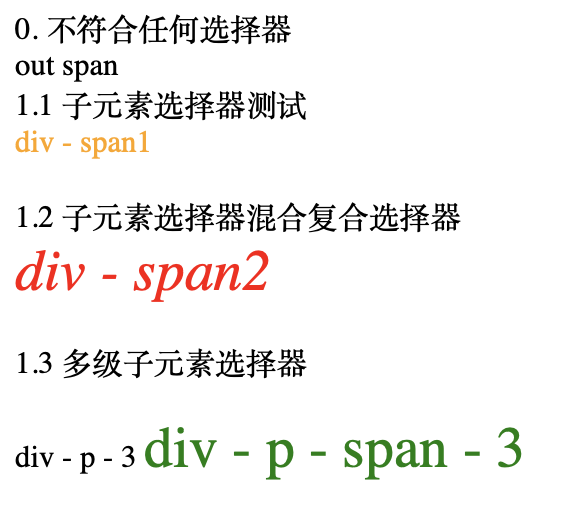 0. 不符合任何选择器
out span
1.1 子元素选择器测试
div - span1
1.2 子元素选择器混合复合选择器
div - span2
1.3 多级子元素选择器
div - p - 3 div - p - span - 3